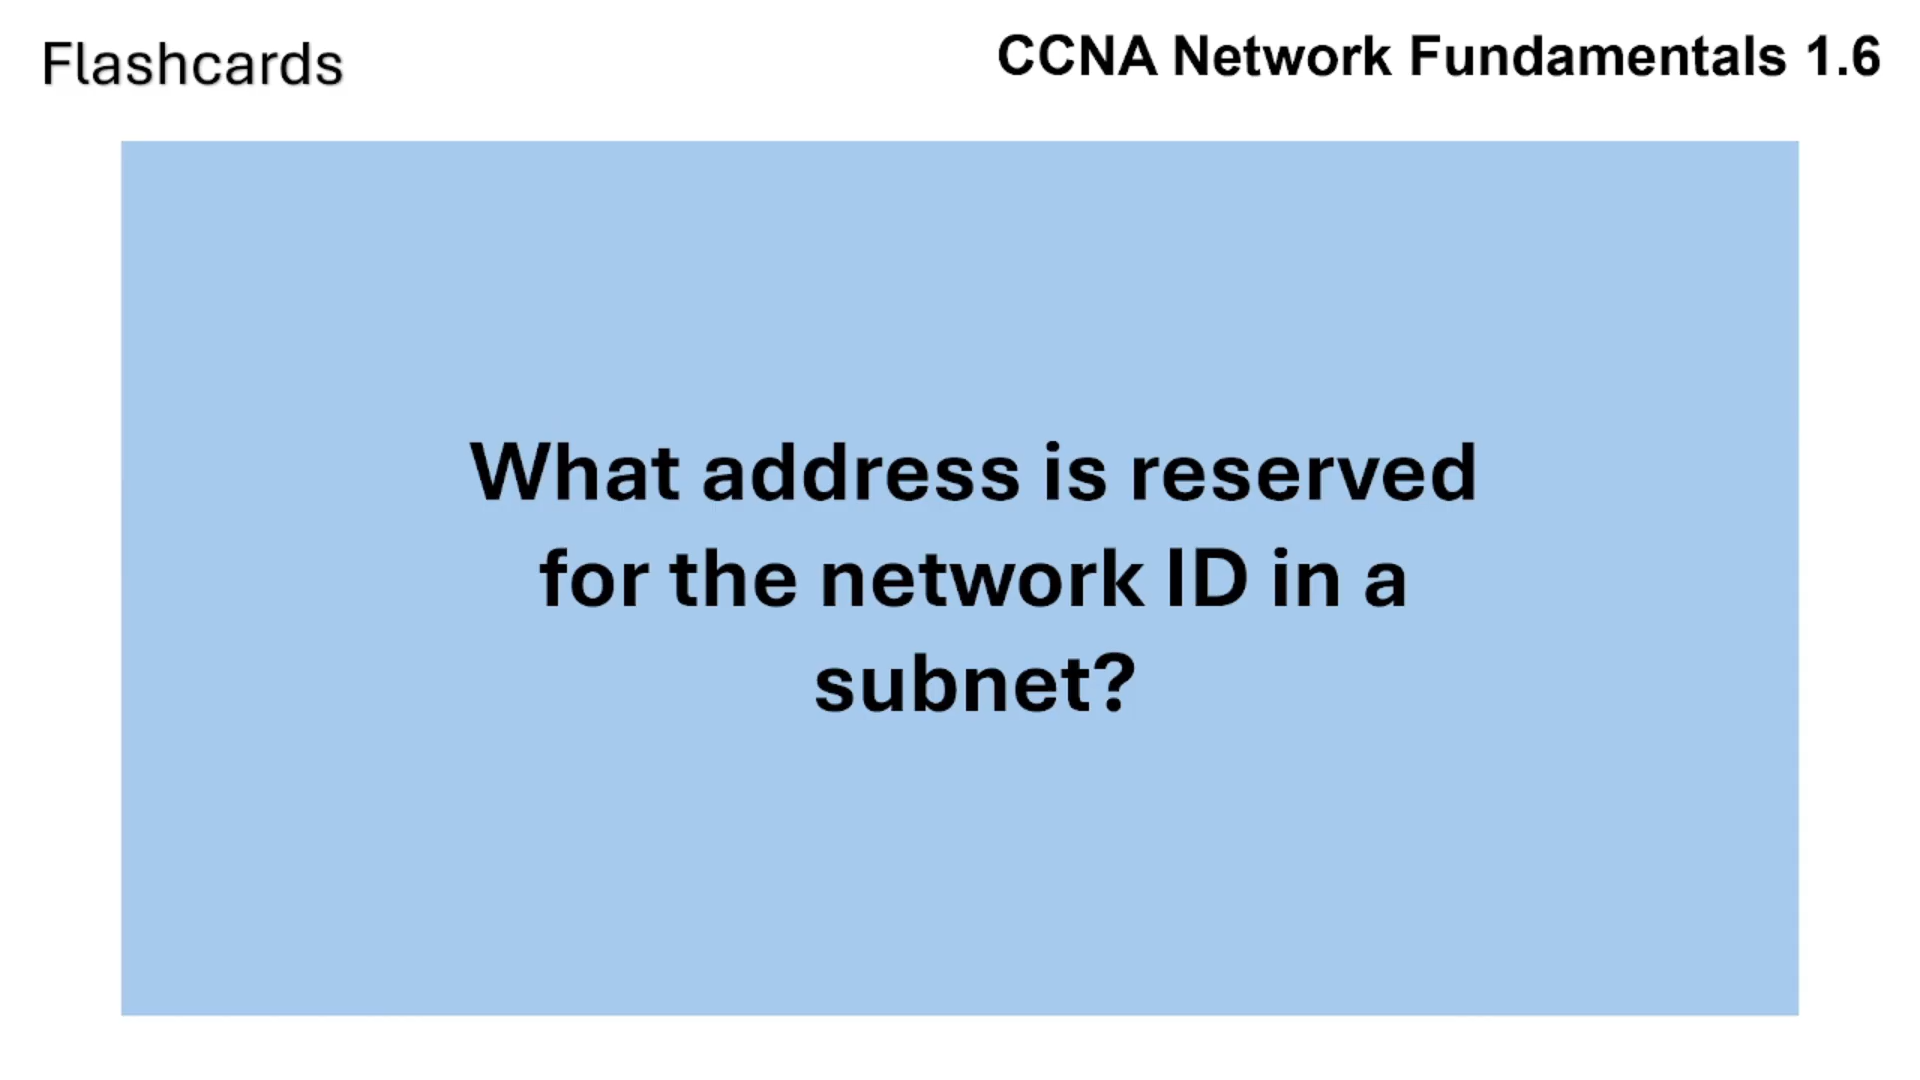 Flashcards
CCNA Network Fundamentals 1.6
What address is reserved
for the network ID in a
subnet?